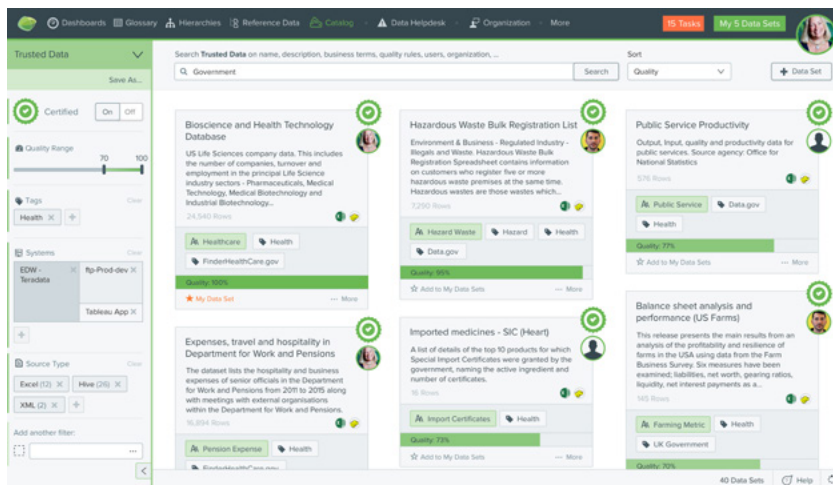 Dashboards Glossary Hierarchies Reference Data Catalog Data Helpdesk Organization More 15 Tasks My 5 Data Sets
Trusted Data
Save As...
Certified On Off
Quality Range
70 100
Tags Clear
Health
Systems Clear
EDW - Teradata
ftp-Prod-dev
Tableau App
Source Type Clear
Excel (12) Hive (26)
XML (2)
Add another filter:
Search Trusted Data on name, description, business terms, quality rules, users, organization, ...
Sort
Government Search Quality + Data Set
Bioscience and Health Technology
Database
US Life Sciences company data. This includes
the number of companies, turnover and
employment in the principal Life Science
industry sectors - Pharmaceuticals, Medical
Technology, Medical Biotechnology and
Industrial Biotechnology...
24,540 Rows
Healthcare Health
FinderHealthCare.gov
Quality: 100%
My Data Set ... More
Hazardous Waste Bulk Registration List
Environment & Business - Regulated Industry -
Illegals and Waste. Hazardous Waste Bulk
Registration Spreadsheet contains information
on customers who register five or more
hazardous waste premises at the same time.
Hazardous wastes are those wastes which...
7,290 Rows
Hazard Waste Hazard Health
Data.gov
Quality: 95%
Add to My Data Sets ... More
Public Service Productivity
Output, Input, quality and productivity data for
public services. Source agency: Office for
National Statistics
576 Rows
Public Service Data.gov
Health
Quality: 77%
Add to My Data Sets ... More
Expenses, travel and hospitality in
Department for Work and Pensions
The dataset lists the hospitality and business
expenses of senior officials in the Department
for Work and Pensions from 2011 to 2015 along
with meetings with external organisations
within the Department for Work and Pensions.
16,894 Rows
Pension Expense Health
FinderHealthCare.gov
Imported medicines - SIC (Heart)
A list of details of the top 10 products for which
Special Import Certificates were granted by the
government, naming the active ingredient and
number of certificates.
16 Rows
Import Certificates Health
Quality: 73%
Add to My Data Sets ... More
Balance sheet analysis and
performance (US Farms)
This release presents the main results from an
analysis of the profitability and resilience of
farms in the USA using data from the Farm
Business Survey. Six measures have been
examined; liabilities, net worth, gearing ratios,
liquidity, net interest payments as a...
145 Rows
Farming Metric Health
UK Government
Quality: 70%
40 Data Sets Help